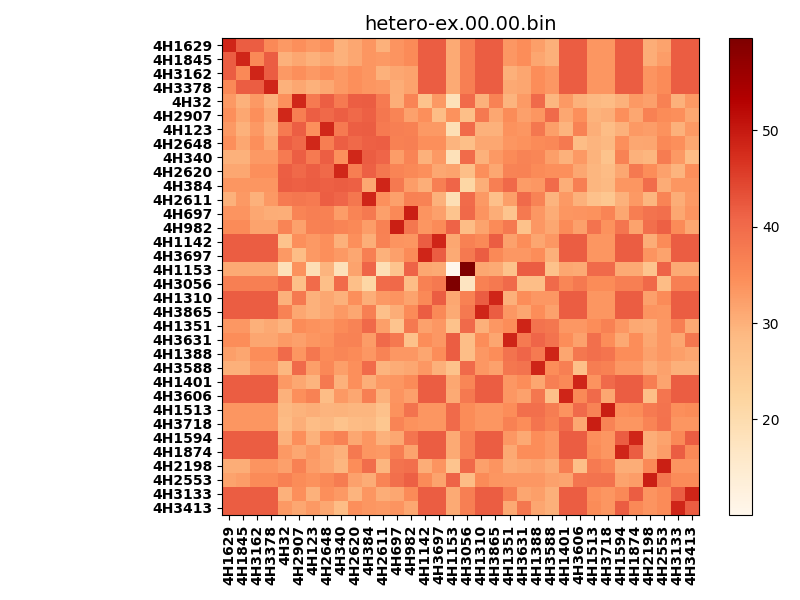 hetero-ex.00.00.bin
4H1629
4H1845
4H3162
4H3378
4H32
4H2907
4H123
4H2648
4H340
4H2620
4H384
4H2611
4H697
4H982
4H1142
4H3697
4H1153
4H3056
4H1310
4H3865
4H1351
4H3631
4H1388
4H3588
4H1401
4H3606
4H1513
4H3718
4H1594
4H1874
4H2198
4H2553
4H3133
4H3413
4H1629
4H1845
4H3162
4H3378
4H32
4H2907
4H123
4H2648
4H340
4H2620
4H384
4H2611
4H697
4H982
4H1142
4H3697
4H1153
4H3056
4H1310
4H3865
4H1351
4H3631
4H1388
4H3588
4H1401
4H3606
4H1513
4H3718
4H1594
4H1874
4H2198
4H2553
4H3133
4H3413
50
40
30
20